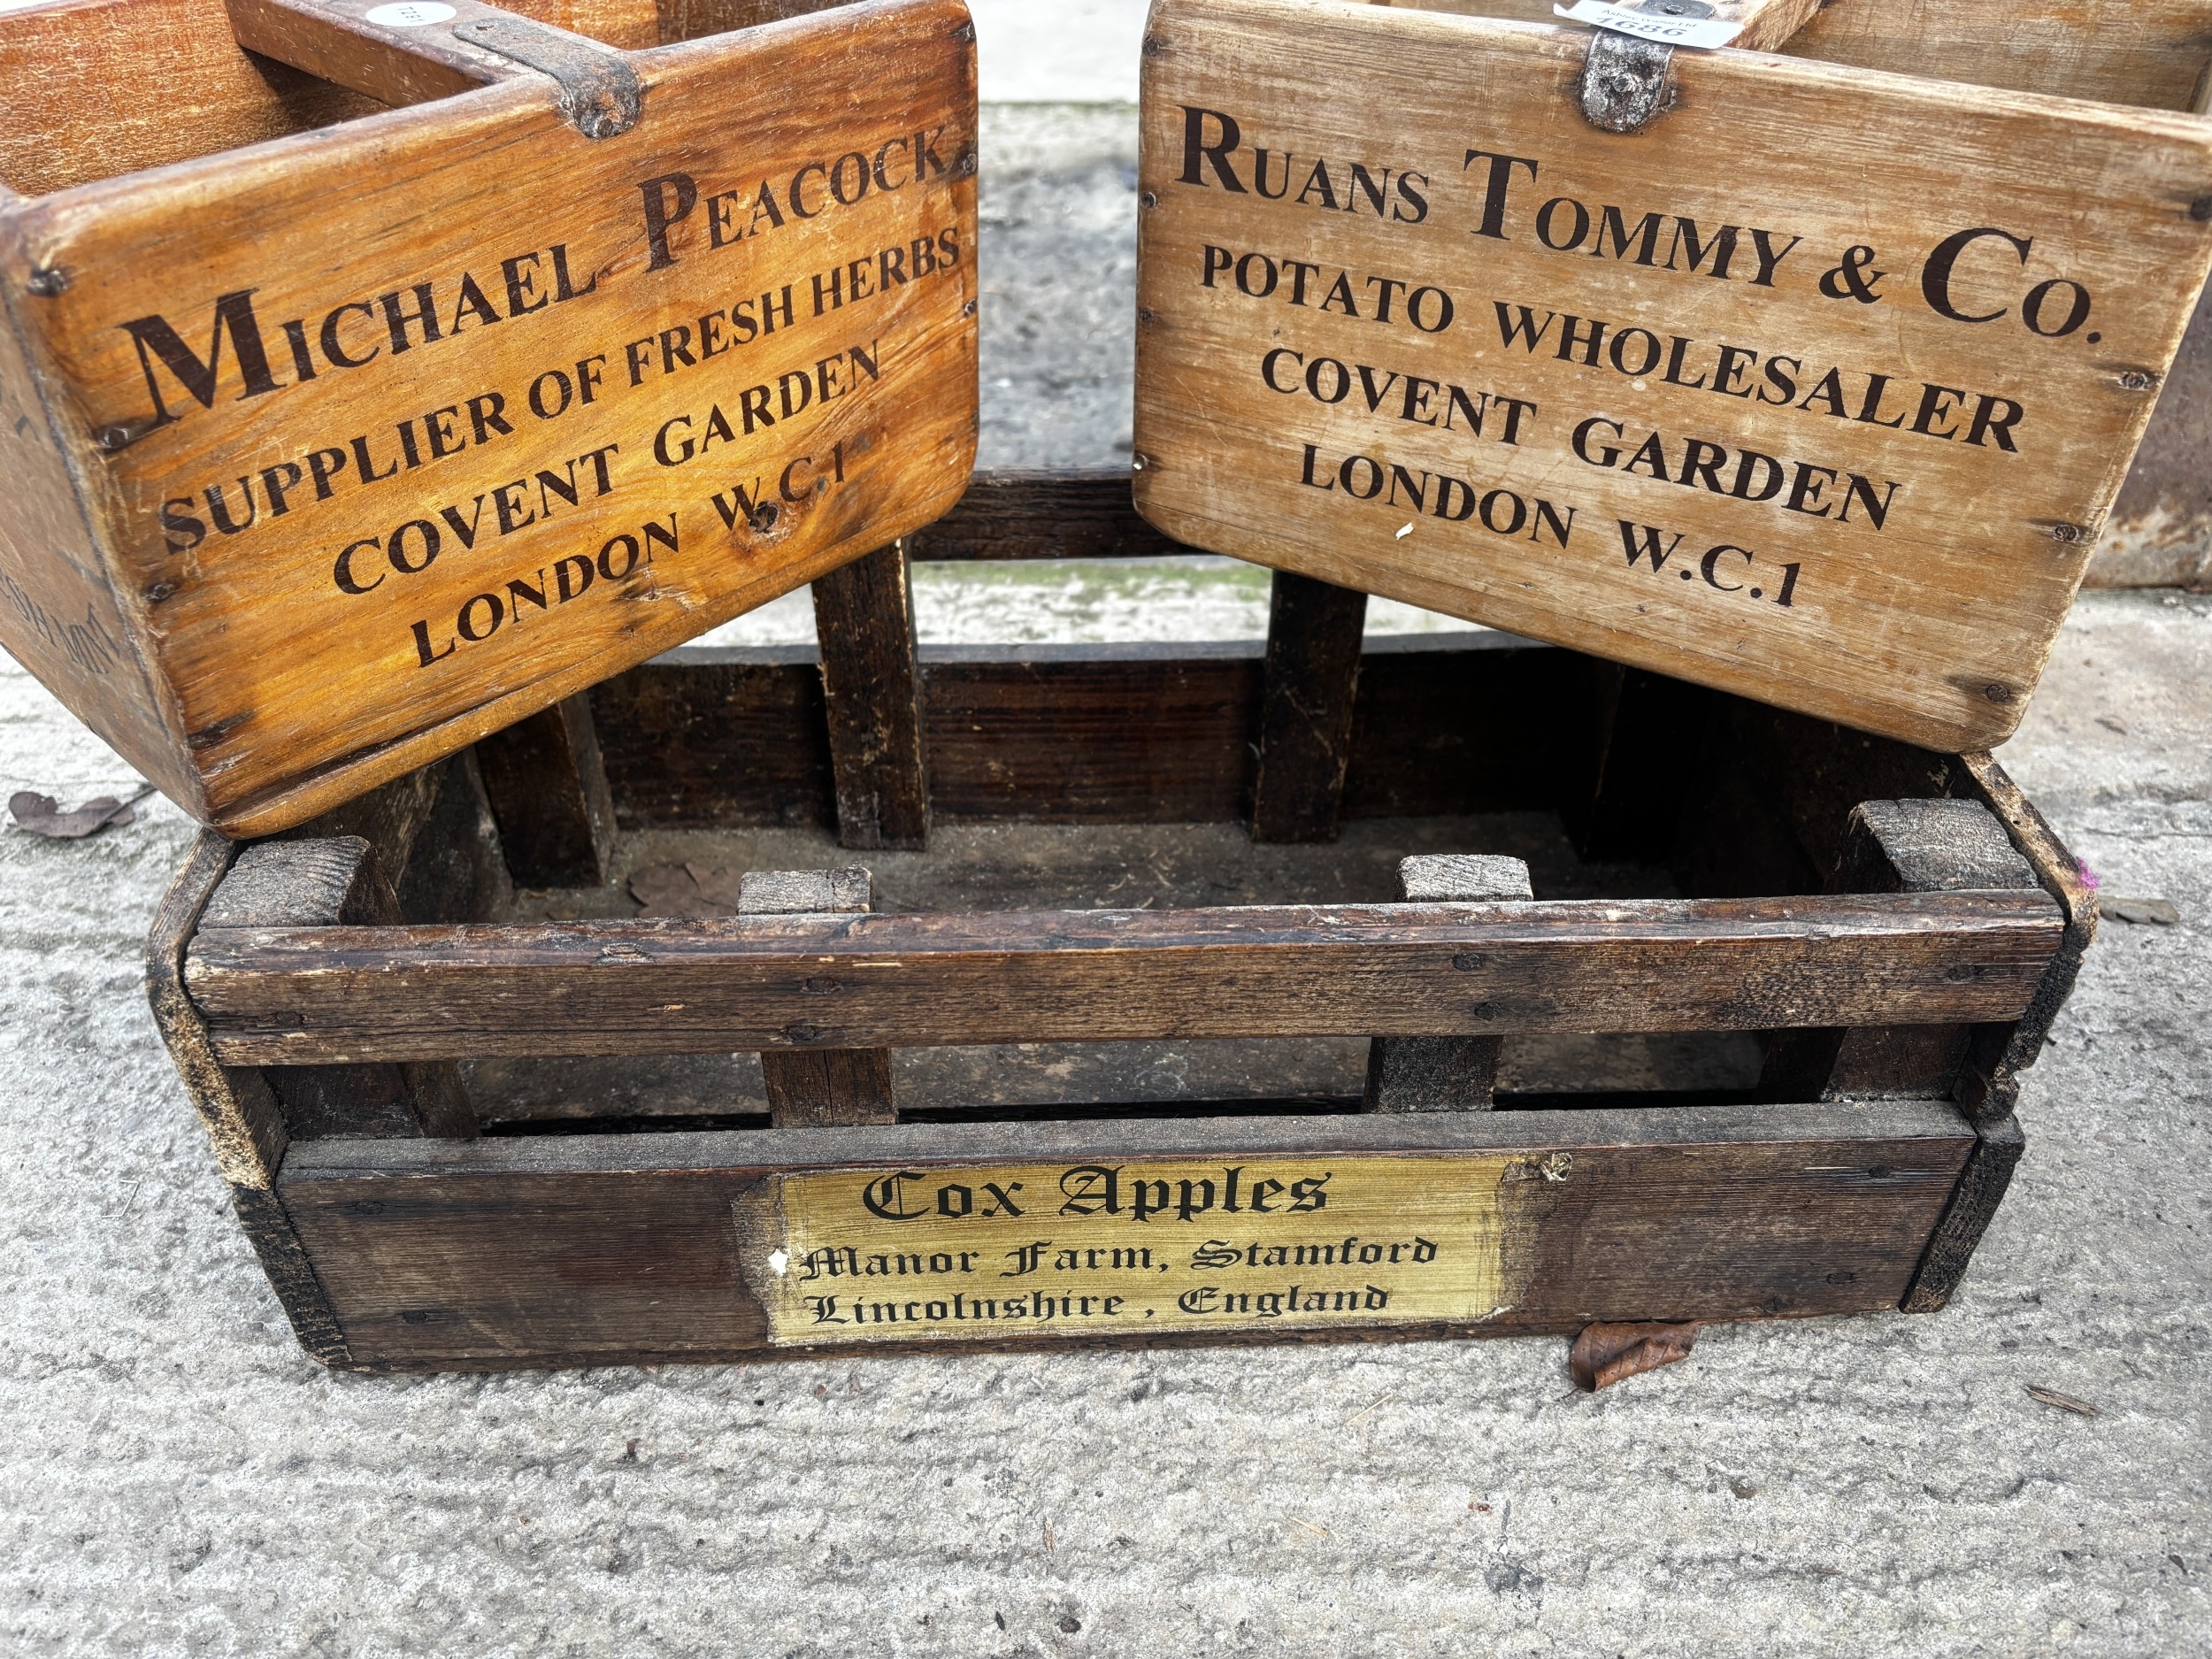 Michael Peacock
SUPPLIER OF FRESH HERBS
COVENT GARDEN
LONDON W.C.1
1686
Ruans Tommy & Co.
POTATO WHOLESALER
COVENT GARDEN
LONDON W.C.1
Cox Apples
Manor Farm, Stamford
Lincolnshire , England